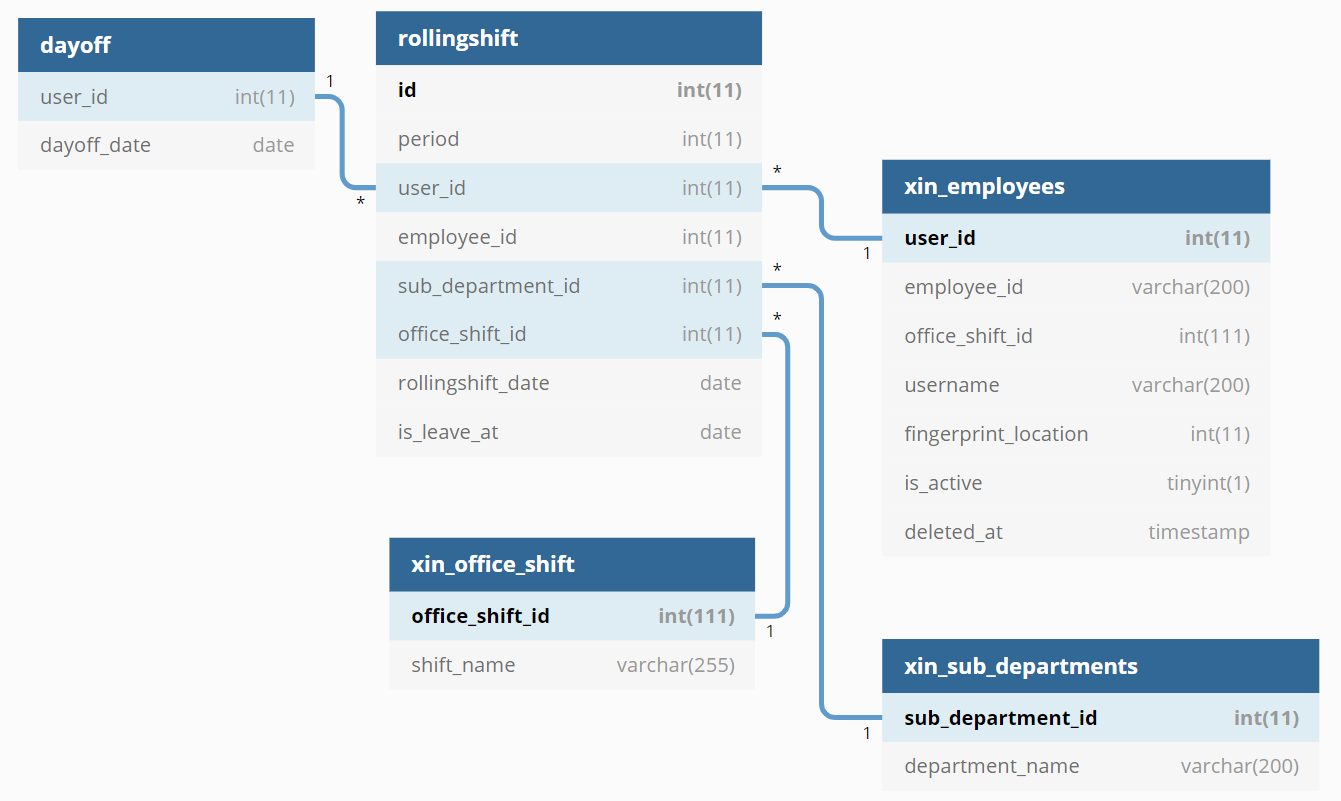 dayoff
user_id int(11)
dayoff_date date
1
*
rollingshift
id int(11)
period int(11)
user_id int(11)
employee_id int(11)
sub_department_id int(11)
office_shift_id int(11)
rollingshift_date date
is_leave_at date
*
*
*
xin_employees
1
user_id int(11)
employee_id varchar(200)
office_shift_id int(111)
username varchar(200)
fingerprint_location int(11)
is_active tinyint(1)
deleted_at timestamp
xin_office_shift
office_shift_id int(111)
shift_name varchar(255)
1
xin_sub_departments
sub_department_id int(11)
department_name varchar(200)
1